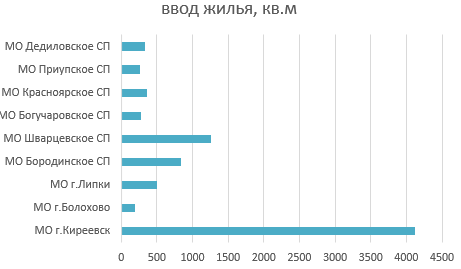 ввод жилья, кв.м
МО Дедиловское СП
МО Приупское СП
МО Красноярское СП
МО Богучаровское СП
МО Шварцевское СП
МО Бородинское СП
МО г.Липки
МО г.Болохово
МО г.Киреевск
0 500 1000 1500 2000 2500 3000 3500 4000 4500